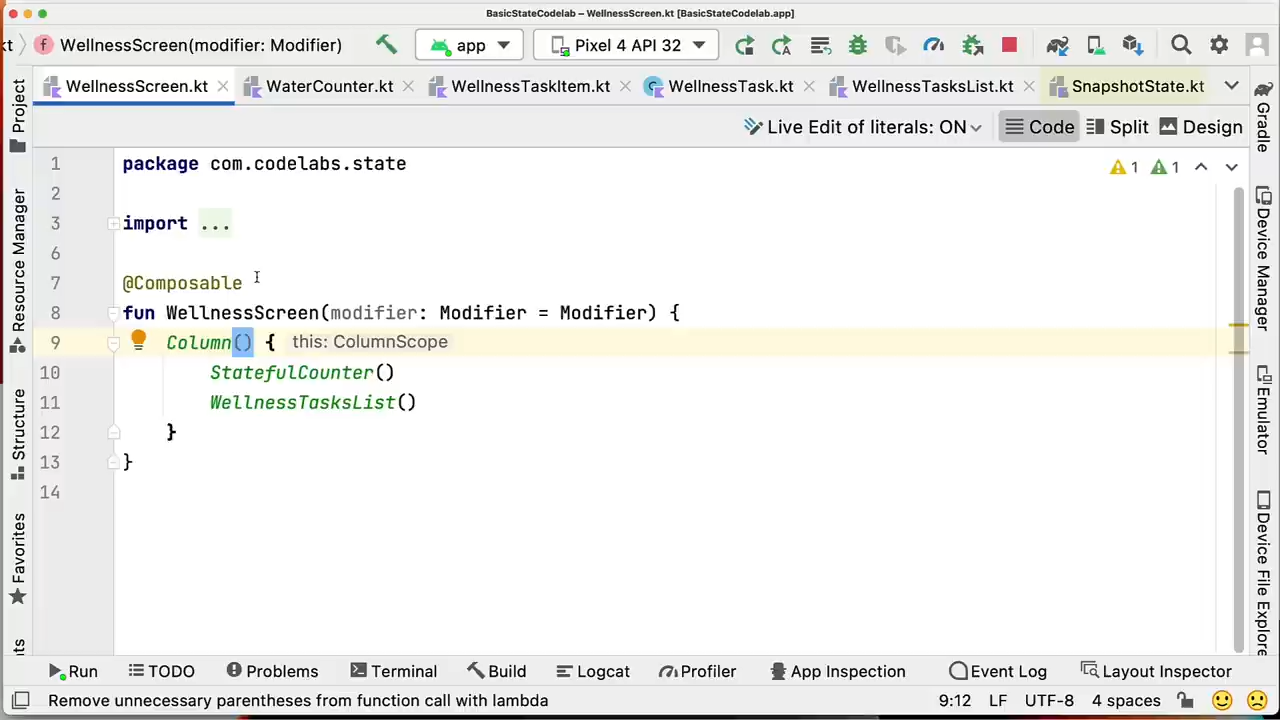 BasicStateCodelab – WellnessScreen.kt [BasicStateCodelab.app]
kt WellnessScreen(modifier: Modifier) app Pixel 4 API 32
WellnessScreen.kt WaterCounter.kt WellnessTaskItem.kt WellnessTask.kt WellnessTasksList.kt SnapshotState.kt
Live Edit of literals: ON Code Split Design
1 package com.codelabs.state
1 1
2
3 import ...
6
7 @Composable
8 fun WellnessScreen(modifier: Modifier = Modifier) {
9 Column() { this: ColumnScope
10 StatefulCounter()
11 WellnessTasksList()
12 }
13 }
14
Project
Resource Manager
Structure
Favorites
nts
Gradle
Device Manager
Emulator
Device File Explore
Run TODO Problems Terminal Build Logcat Profiler App Inspection Event Log Layout Inspector
Remove unnecessary parentheses from function call with lambda 9:12 LF UTF-8 4 spaces